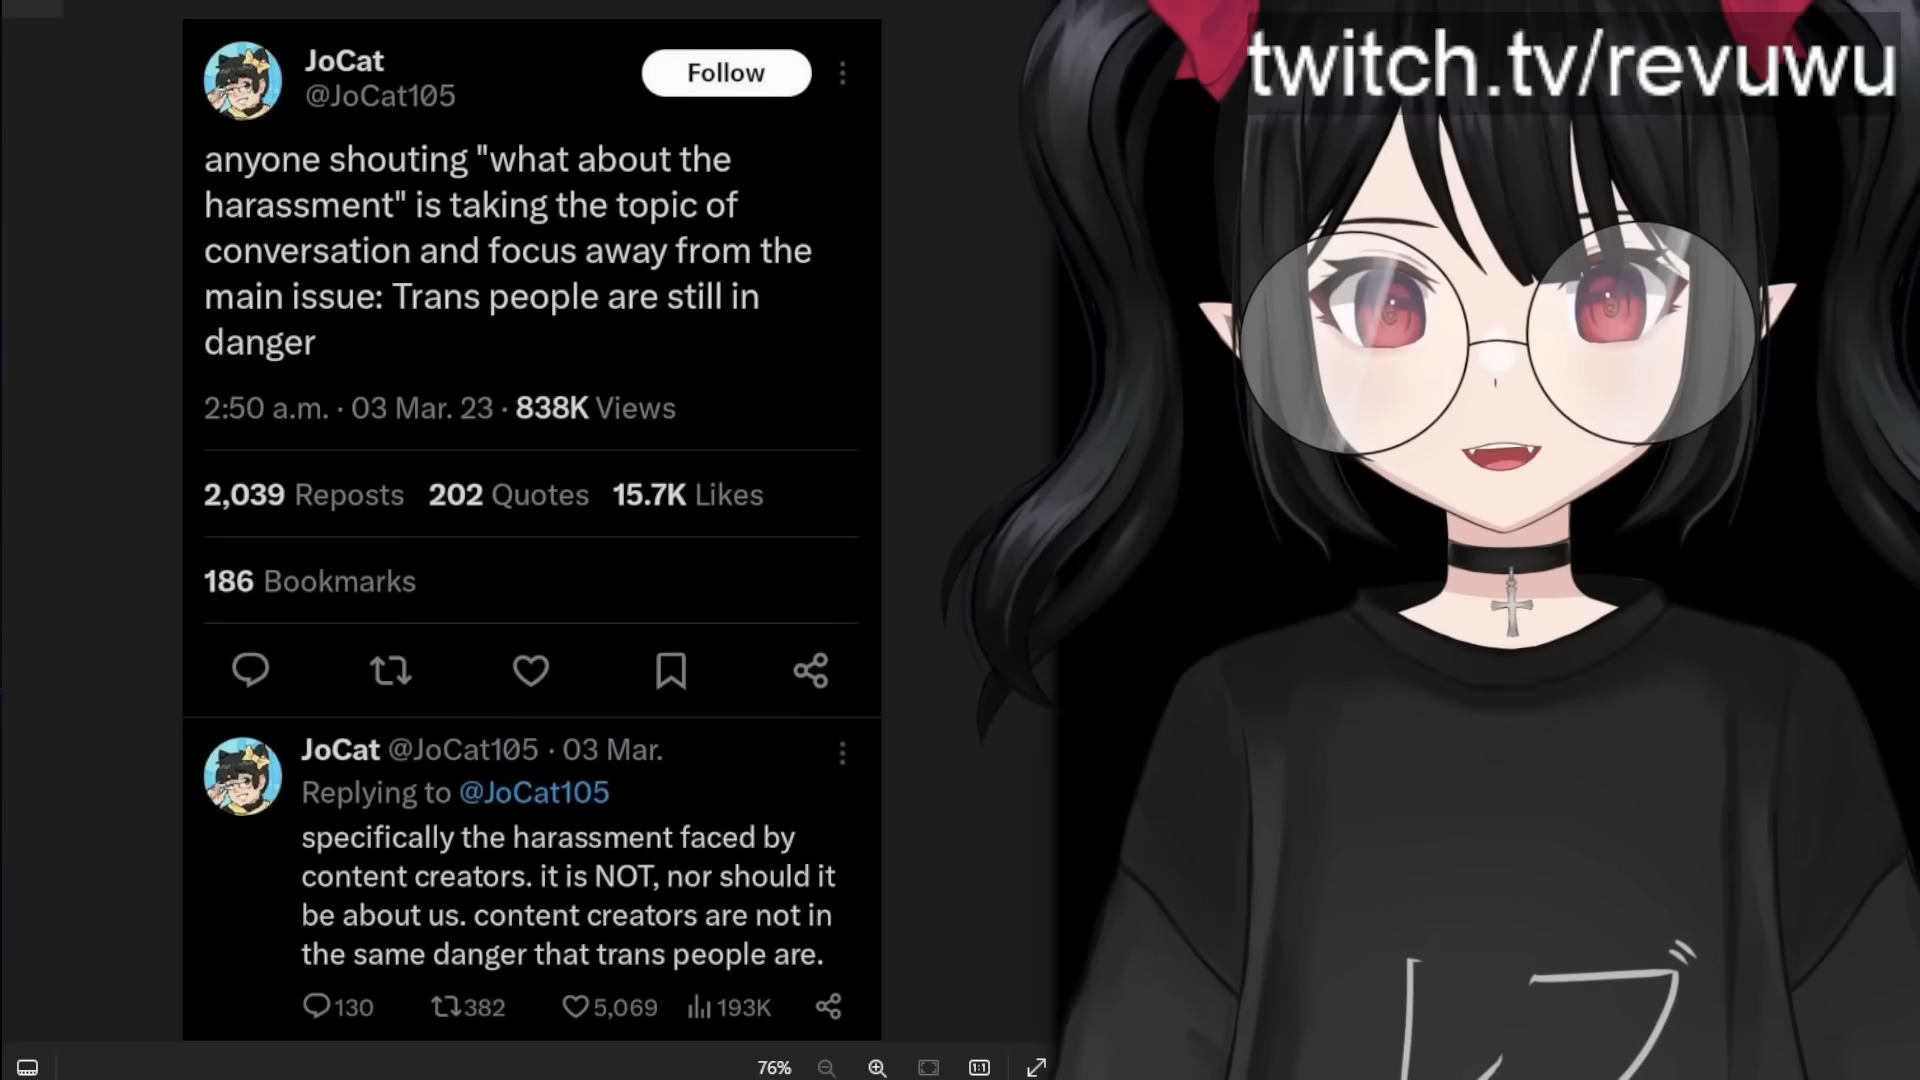 JoCat
@JoCat105
Follow
twitch.tv/revuwu
anyone shouting "what about the
harassment" is taking the topic of
conversation and focus away from the
main issue: Trans people are still in
danger
2:50 a.m. · 03 Mar. 23 · 838K Views
2,039 Reposts 202 Quotes 15.7K Likes
186 Bookmarks
JoCat @JoCat105 · 03 Mar.
Replying to @JoCat105
specifically the harassment faced by
content creators. it is NOT, nor should it
be about us. content creators are not in
the same danger that trans people are.
130 382 5,069 193K
レブ
76% 1:1